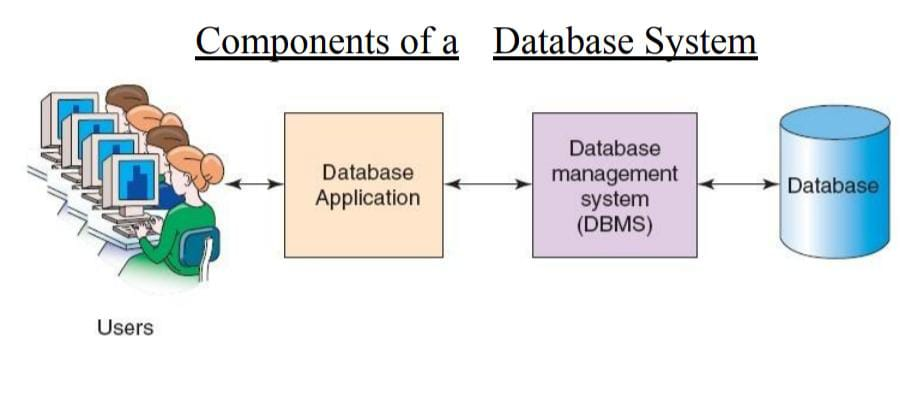 Components of a Database System
Database
Application
Database
management
system
(DBMS)
Database
Users